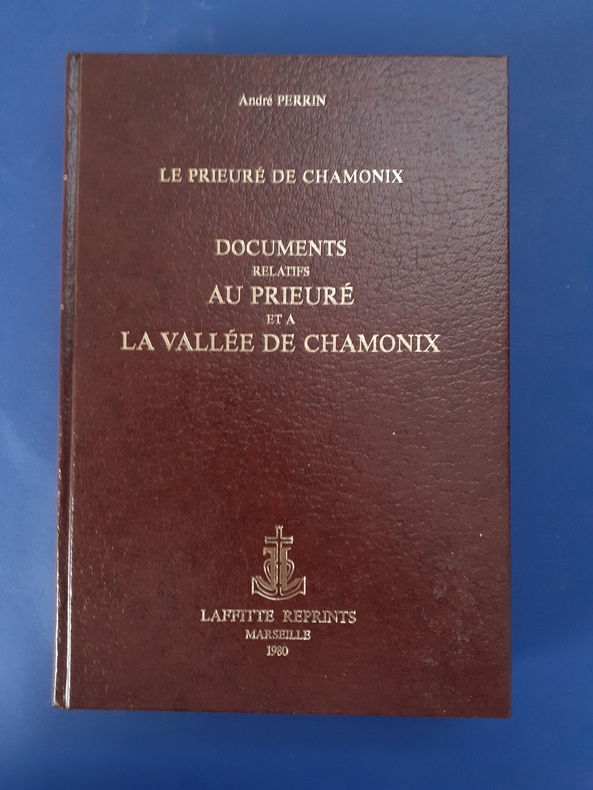 André PERRIN
LE PRIEURÉ DE CHAMONIX
DOCUMENTS
RELATIFS
AU PRIEURÉ
ET A
LA VALLÉE DE CHAMONIX
LAFFITTE REPRINTS
MARSEILLE
1980